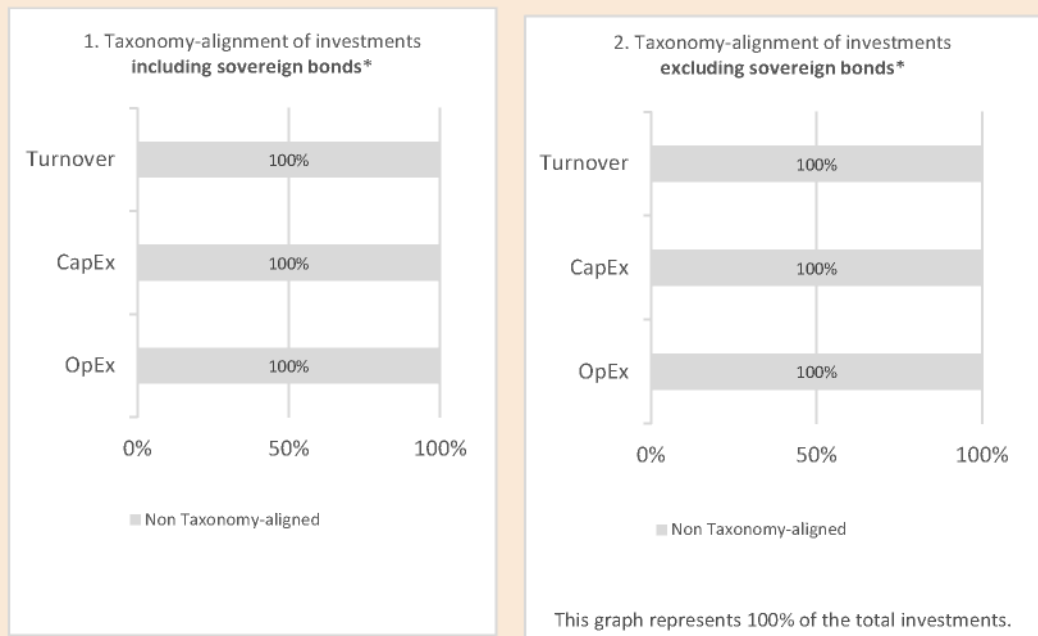 1. Taxonomy-alignment of investments
including sovereign bonds*
Turnover
100%
CapEx
100%
OpEx
100%
0%
50%
100%
Non Taxonomy-aligned
2. Taxonomy-alignment of investments
excluding sovereign bonds*
Turnover
100%
CapEx
100%
OpEx
100%
0%
50%
100%
Non Taxonomy-aligned
This graph represents 100% of the total investments.